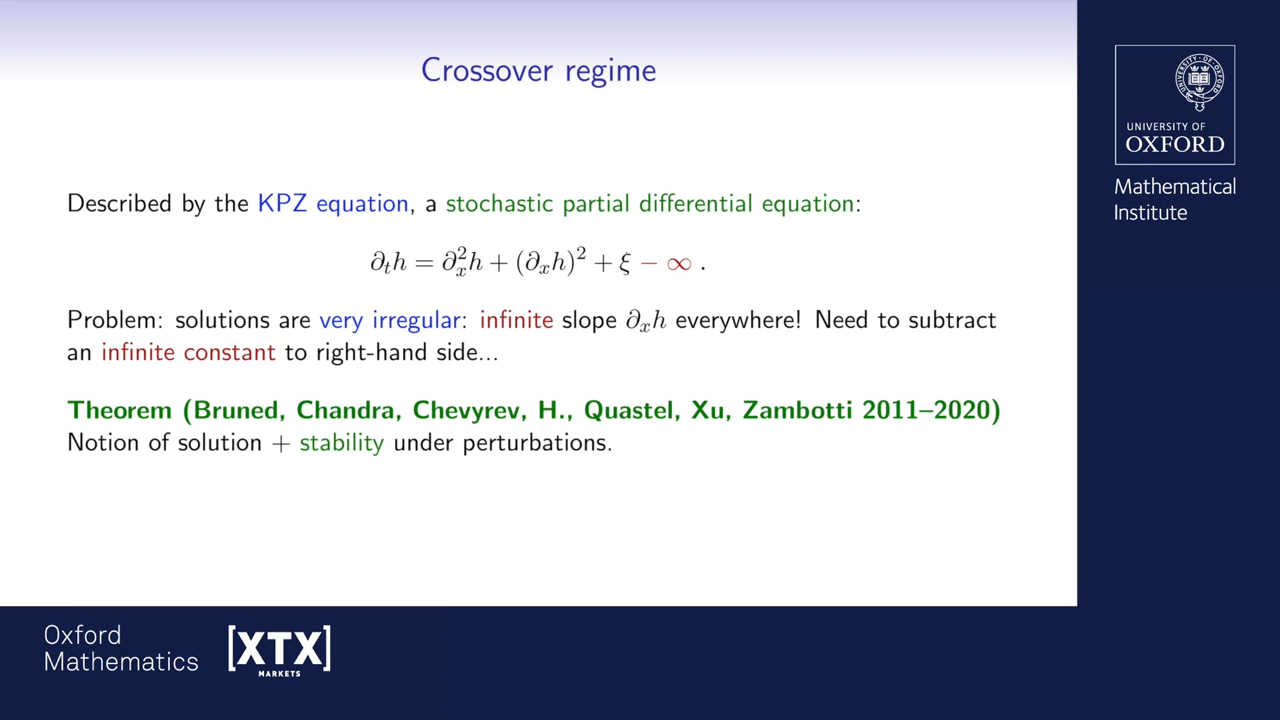 Crossover regime
Described by the KPZ equation, a stochastic partial differential equation:
∂ₜh = ∂ₓ²h + (∂ₓh)² + ξ − ∞ .
Problem: solutions are very irregular: infinite slope ∂ₓh everywhere! Need to subtract
an infinite constant to right-hand side...
Theorem (Bruned, Chandra, Chevyrev, H., Quastel, Xu, Zambotti 2011–2020)
Notion of solution + stability under perturbations.
UNIVERSITY OF
OXFORD
Mathematical
Institute
Oxford
Mathematics
[XTX]
MARKETS